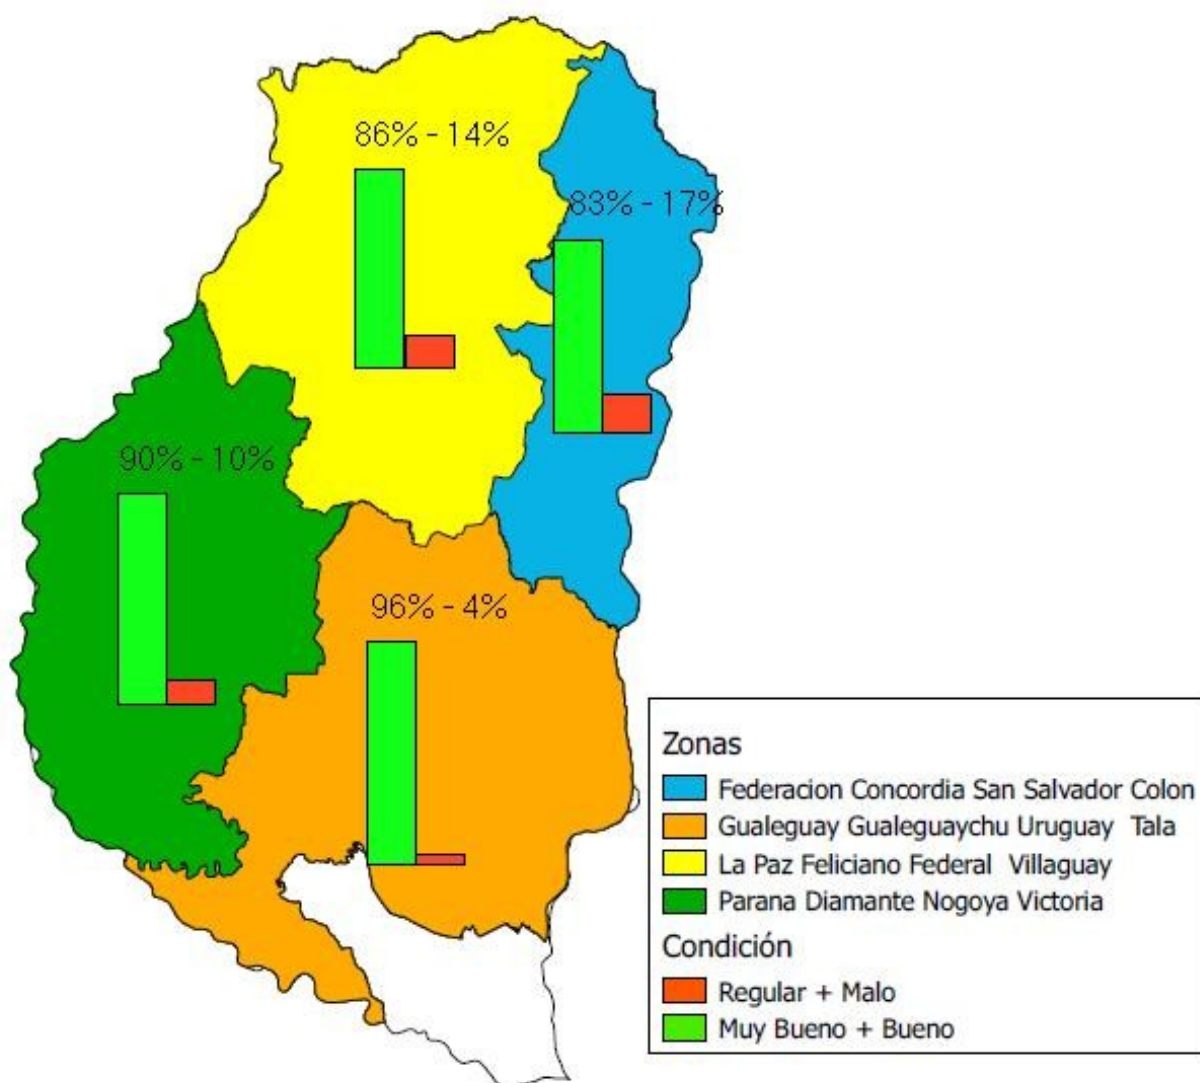 86% - 14%
83% - 17%
90% - 10%
96% - 4%
Zonas
Federacion Concordia San Salvador Colon
Gualeguay Gualeguaychu Uruguay  Tala
La Paz Feliciano Federal  Villaguay
Parana Diamante Nogoya Victoria
Condición
Regular + Malo
Muy Bueno + Bueno